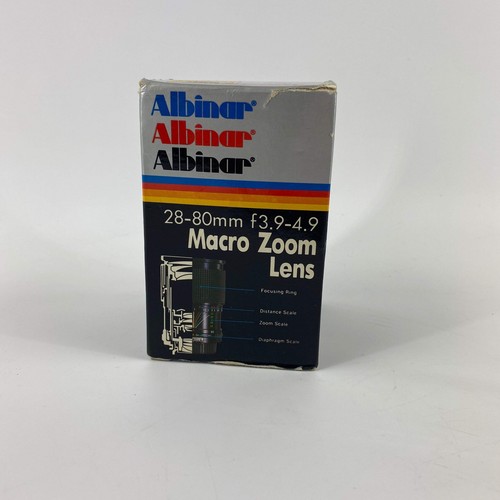 Albinar®
Albinar®
Albinar®
28-80mm f3.9-4.9
Macro Zoom
Lens
Focusing Ring
Distance Scale
Zoom Scale
Diaphragm Scale